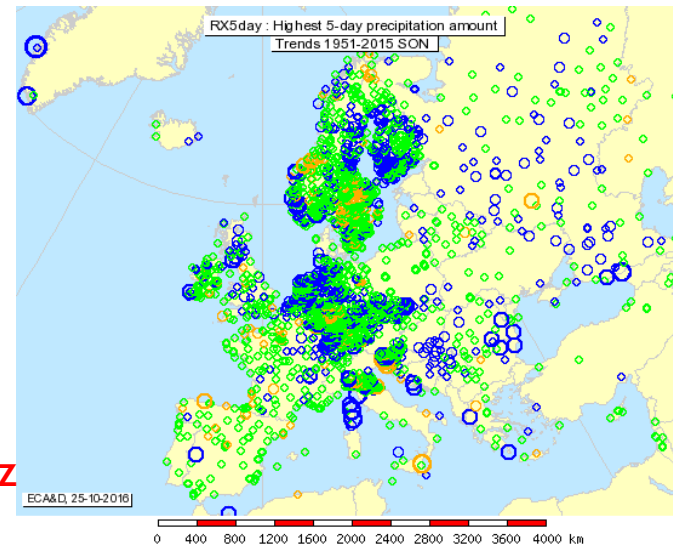 RX5day : Highest 5-day precipitation amount
Trends 1951-2015 SON
Z
ECA&D, 25-10-2016
0 400 800 1200 1600 2000 2400 2800 3200 3600 4000 km